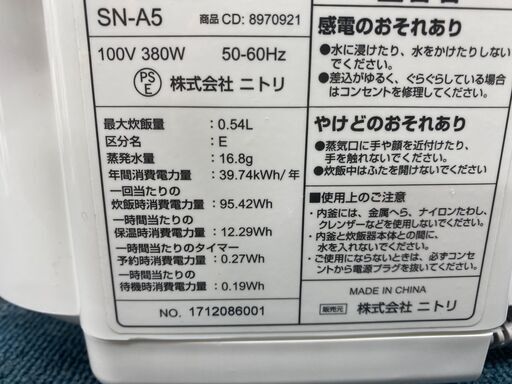 SN-A5 商品CD: 8970921
100V 380W 50-60Hz
PS
E
株式会社 ニトリ
最大炊飯量 : 0.54L
区分名 : E
蒸発水量 : 16.8g
年間消費電力量 : 39.74kWh/年
一回当たりの
炊飯時消費電力量 : 95.42Wh
一時間当たりの
保温時消費電力量 : 12.29Wh
一時間当たりのタイマー
予約時消費電力量 : 0.27Wh
一時間当たりの
待機時消費電力量 : 0.19Wh
NO. 1712086001
感電のおそれあり
●水に浸けたり、水をかけたりしない
でください。
●差込がゆるく、ぐらぐらしている場合
はコンセントを修理してください。
やけどのおそれあり
●蒸気口に手や顔を近付けたり、
手を触れないでください。
●炊飯中はふたを開けないでください。
■使用上のご注意
・内釜には、金属へら、ナイロンたわし、
クレンザーなどを使用しないでください。
・内釜と炊飯器本体との間に、
水を入れないでください。
・ご使用にならないときは、必ずコンセ
ントから電源プラグを抜いてください。
MADE IN CHINA
販売元 株式会社 ニトリ